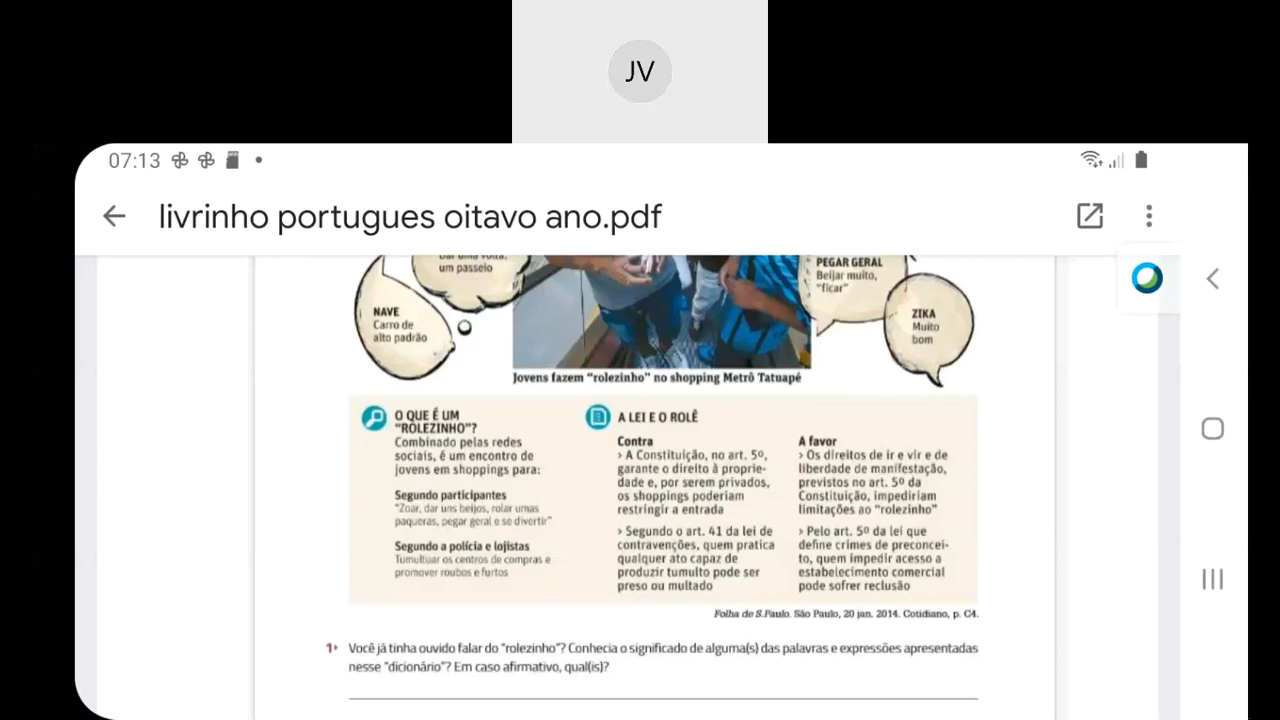 JV
07:13
livrinho portugues oitavo ano.pdf
Dar uma volta,
um passeio
NAVE
Carro de
alto padrão
PEGAR GERAL
Beijar muito,
"ficar"
ZIKA
Muito
bom
Jovens fazem "rolezinho" no shopping Metrô Tatuapé
O QUE É UM
"ROLEZINHO"?
Combinado pelas redes
sociais, é um encontro de
jovens em shoppings para:
Segundo participantes
"Zoar, dar uns beijos, rolar umas
paqueras, pegar geral e se divertir"
Segundo a polícia e lojistas
Tumultuar os centros de compras e
promover roubos e furtos
A LEI E O ROLÊ
Contra
› A Constituição, no art. 5º,
garante o direito à proprie-
dade e, por serem privados,
os shoppings poderiam
restringir a entrada
› Segundo o art. 41 da lei de
contravenções, quem pratica
qualquer ato capaz de
produzir tumulto pode ser
preso ou multado
A favor
› Os direitos de ir e vir e de
liberdade de manifestação,
previstos no art. 5º da
Constituição, impediriam
limitações ao "rolezinho"
› Pelo art. 5º da lei que
define crimes de preconcei-
to, quem impedir acesso a
estabelecimento comercial
pode sofrer reclusão
Folha de S.Paulo. São Paulo, 20 jan. 2014. Cotidiano, p. C4.
1› Você já tinha ouvido falar do "rolezinho"? Conhecia o significado de alguma(s) das palavras e expressões apresentadas
nesse "dicionário"? Em caso afirmativo, qual(is)?